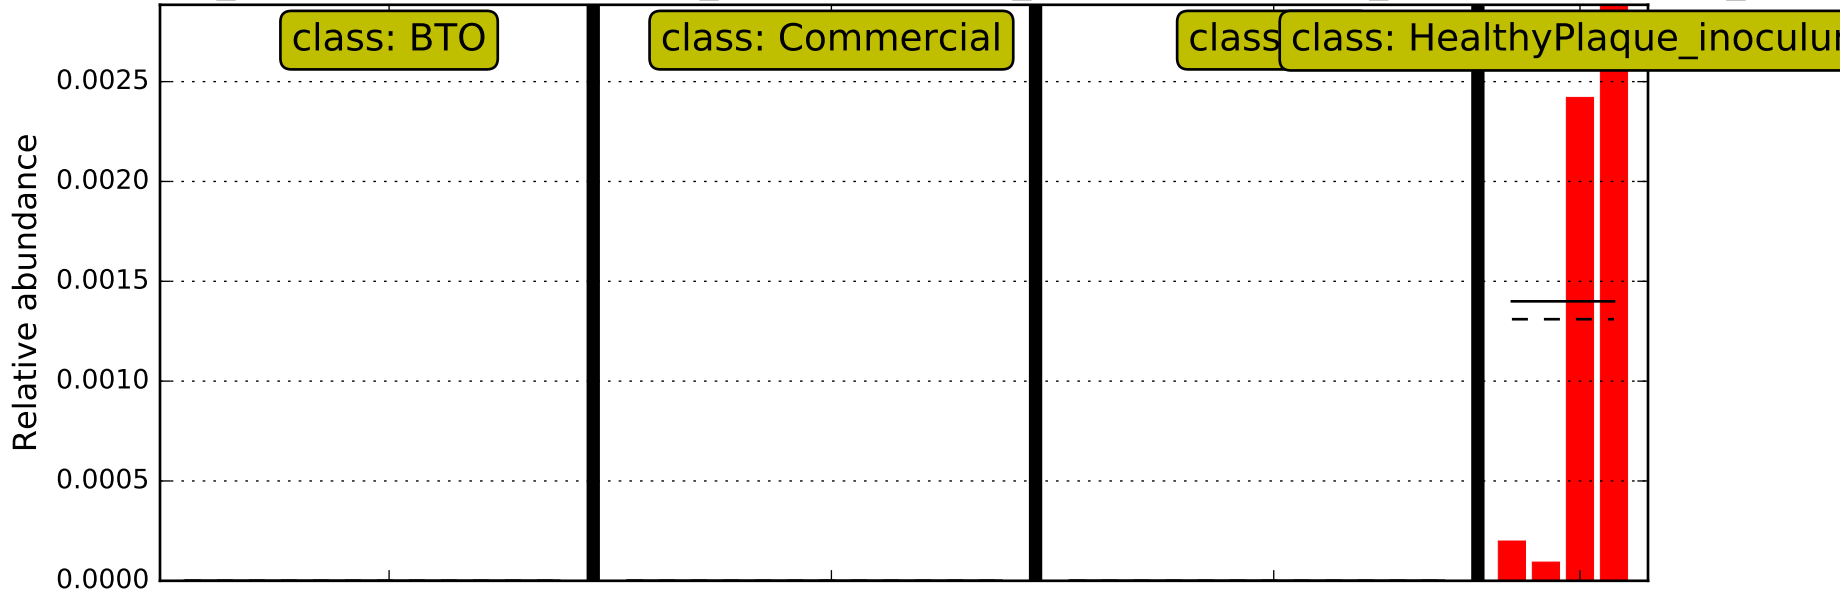 class: BTO
class: Commercial
class
class: HealthyPlaque_inoculu
0.0025
0.0020
0.0015
0.0010
0.0005
0.0000
Relative abundance